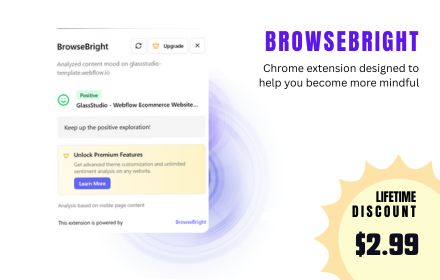 BrowseBright
Upgrade
Analyzed content mood on glassstudio-
template.webflow.io
Positive
GlassStudio - Webflow Ecommerce Website...
Keep up the positive exploration!
Unlock Premium Features
Get advanced theme customization and unlimited
sentiment analysis on any website.
Learn More
Analysis based on visible page content
This extension is powered by BrowseBright
BROWSEBRIGHT
Chrome extension designed to
help you become more mindful
LIFETIME
DISCOUNT
$2.99